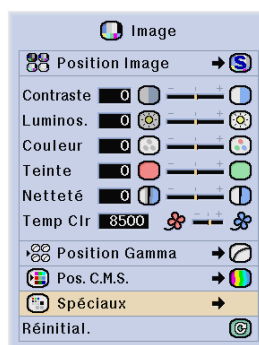 Image
Position Image S
Contraste 0
Luminos. 0
Couleur 0
Teinte 0
Netteté 0
Temp Clr 8500
Position Gamma
Pos. C.M.S.
Spéciaux
Réinitial.